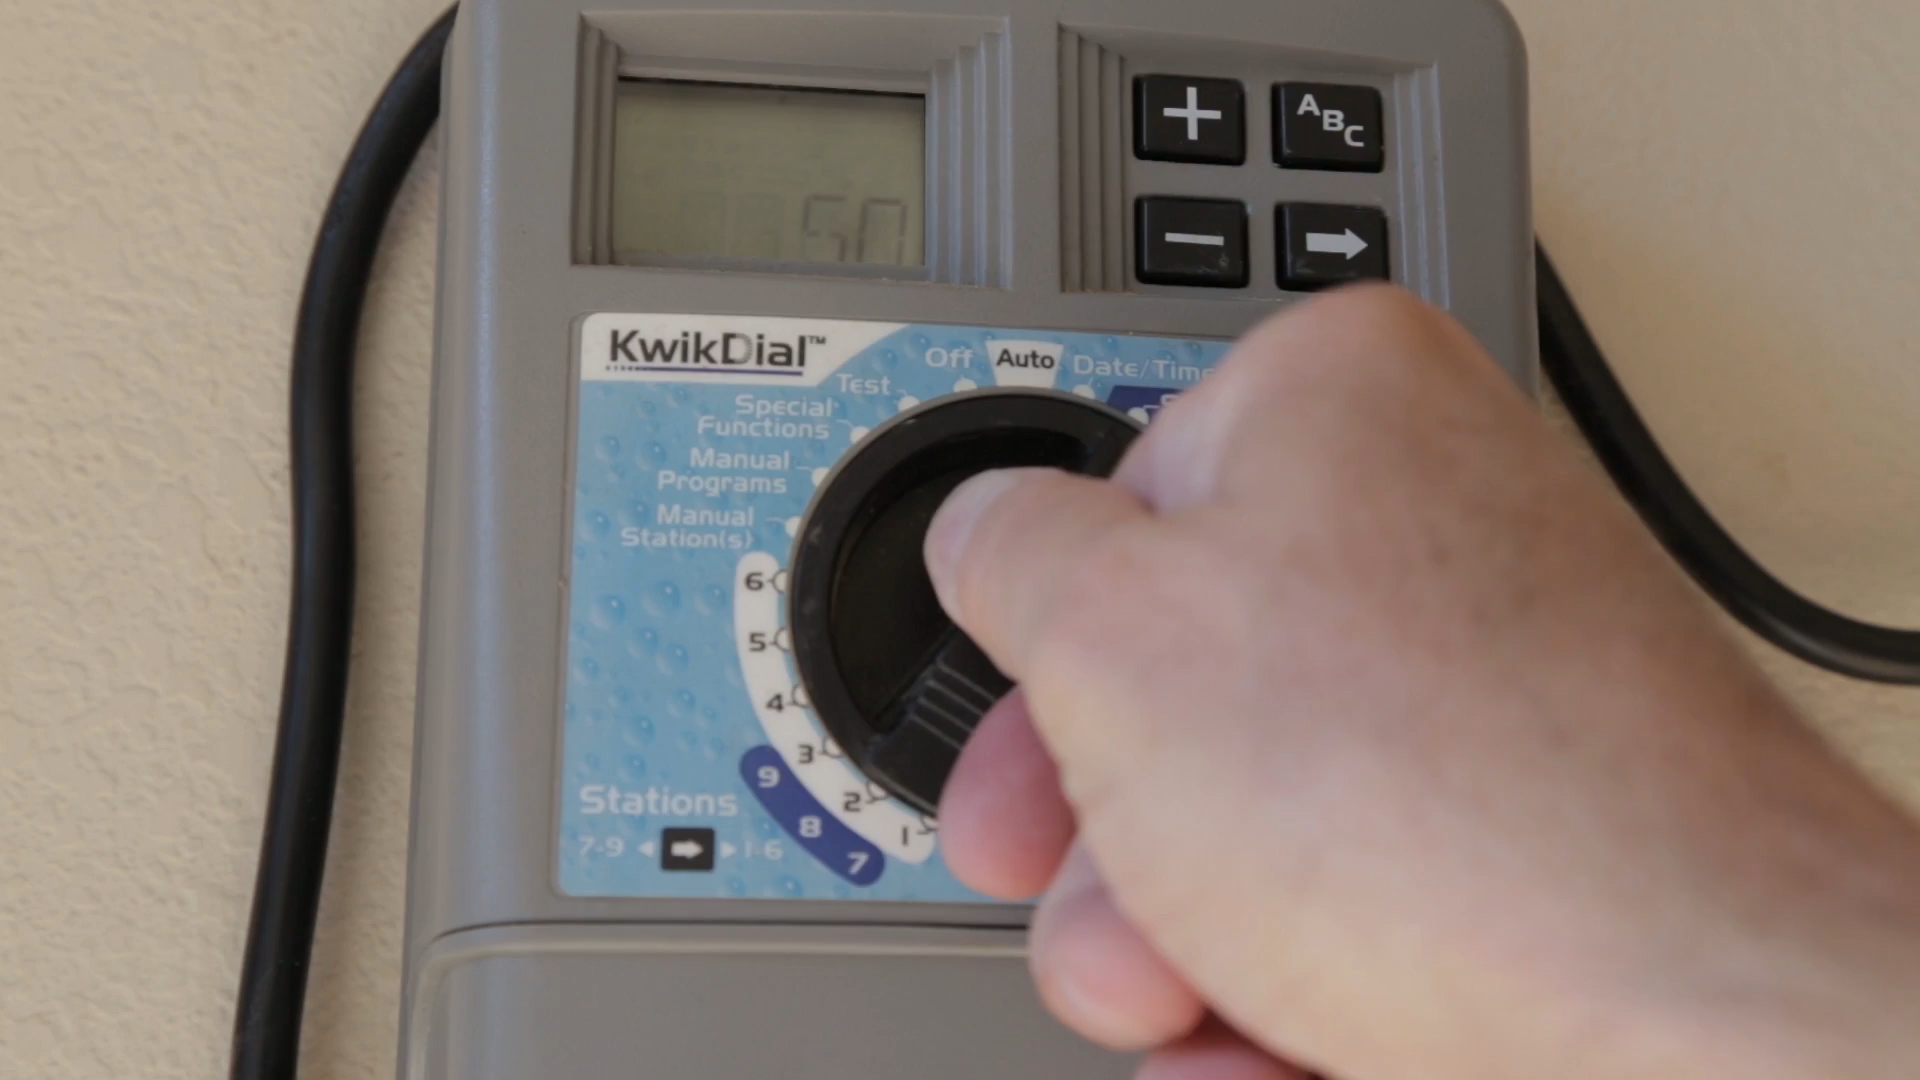 +
ABC
50
−
KwikDial™
Off
Auto
Date/Time
Test
Special
Functions
Manual
Programs
Manual
Station(s)
6
5
4
3
2
1
9
8
7
Stations
7-9
1-6